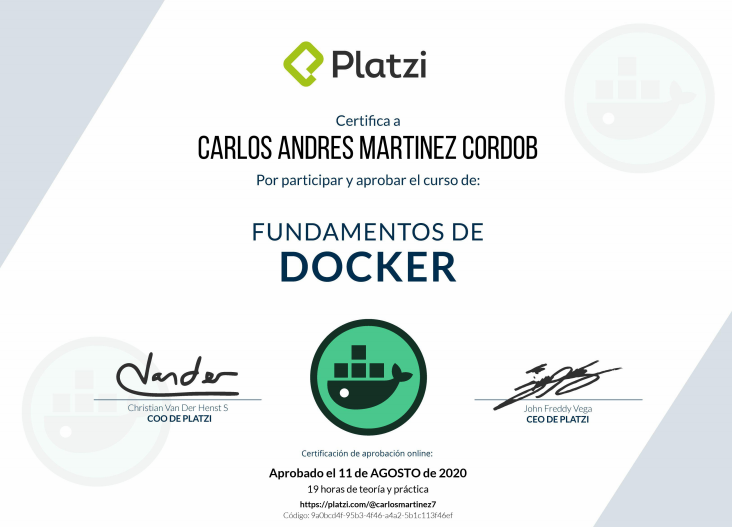 Platzi
Certifica a
CARLOS ANDRES MARTINEZ CORDOB
Por participar y aprobar el curso de:
FUNDAMENTOS DE
DOCKER
Vander
Christian Van Der Henst S
COO DE PLATZI
John Freddy Vega
CEO DE PLATZI
Certificación de aprobación online:
Aprobado el 11 de AGOSTO de 2020
19 horas de teoría y práctica
https://platzi.com/@carlosmartinez7
Código: 9a0bcd4f-95b3-4f46-a4a2-5b1c113f46ef